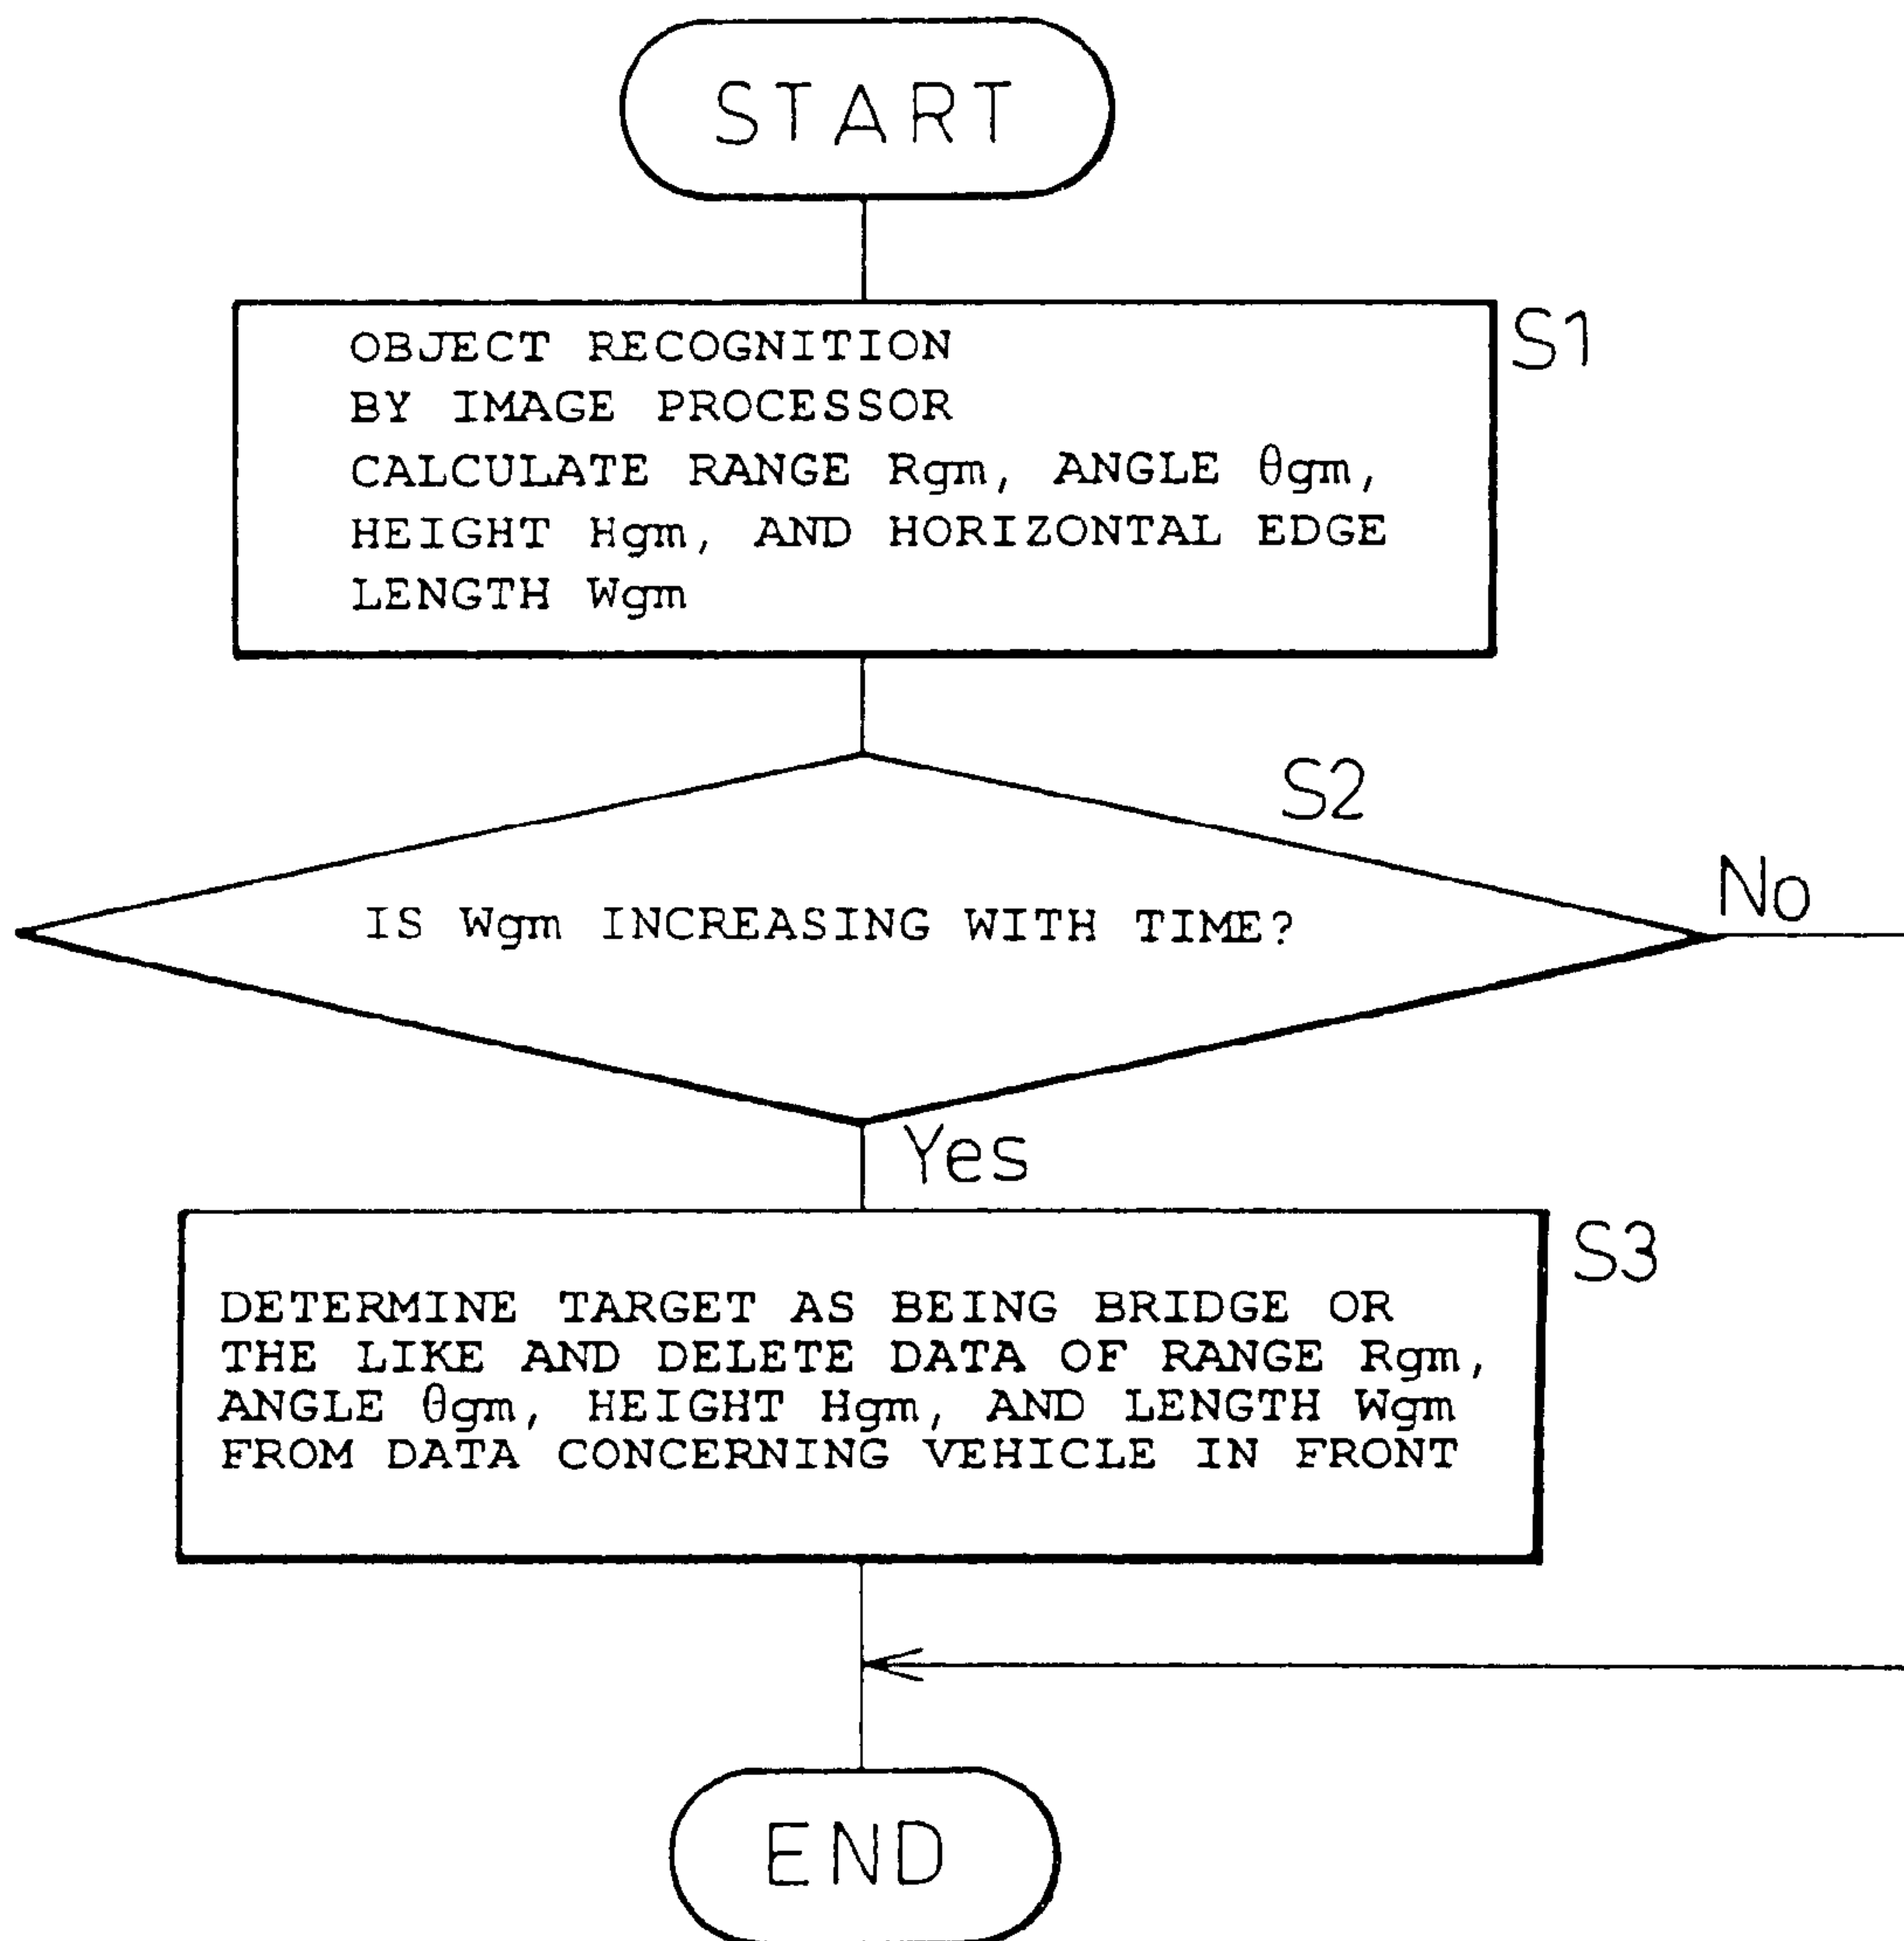 START
OBJECT RECOGNITION
BY IMAGE PROCESSOR
CALCULATE RANGE Rgm, ANGLE θgm,
HEIGHT Hgm, AND HORIZONTAL EDGE
LENGTH Wgm
S1
S2
IS Wgm INCREASING WITH TIME?
No
Yes
S3
DETERMINE TARGET AS BEING BRIDGE OR
THE LIKE AND DELETE DATA OF RANGE Rgm,
ANGLE θgm, HEIGHT Hgm, AND LENGTH Wgm
FROM DATA CONCERNING VEHICLE IN FRONT
END